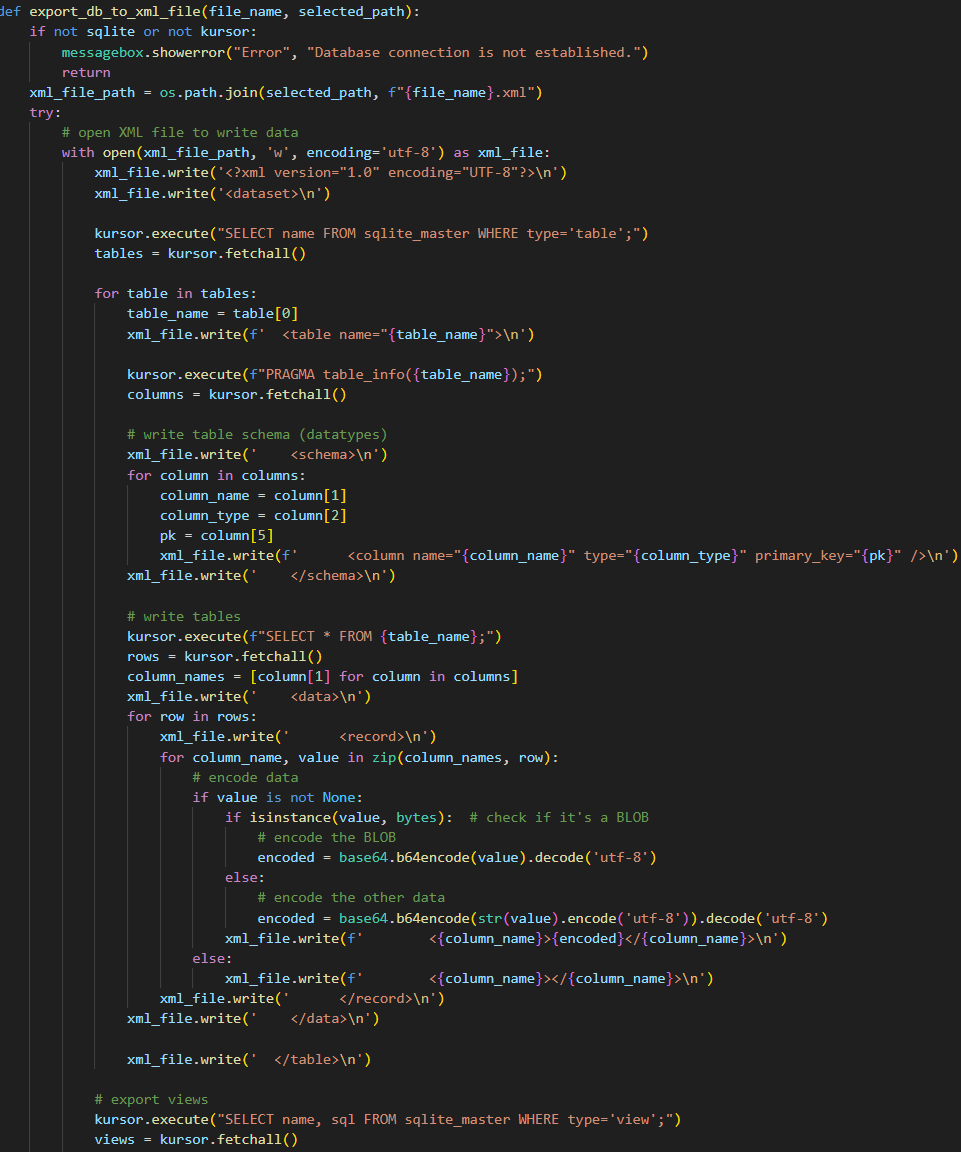 def export_db_to_xml_file(file_name, selected_path):
    if not sqlite or not kursor:
        messagebox.showerror("Error", "Database connection is not established.")
        return
    xml_file_path = os.path.join(selected_path, f"{file_name}.xml")
    try:
        # open XML file to write data
        with open(xml_file_path, 'w', encoding='utf-8') as xml_file:
            xml_file.write('<?xml version="1.0" encoding="UTF-8"?>\n')
            xml_file.write('<dataset>\n')

            kursor.execute("SELECT name FROM sqlite_master WHERE type='table';")
            tables = kursor.fetchall()

            for table in tables:
                table_name = table[0]
                xml_file.write(f'  <table name="{table_name}">\n')

                kursor.execute(f"PRAGMA table_info({table_name});")
                columns = kursor.fetchall()

                # write table schema (datatypes)
                xml_file.write('    <schema>\n')
                for column in columns:
                    column_name = column[1]
                    column_type = column[2]
                    pk = column[5]
                    xml_file.write(f'      <column name="{column_name}" type="{column_type}" primary_key="{pk}" />\n')
                xml_file.write('    </schema>\n')

                # write tables
                kursor.execute(f"SELECT * FROM {table_name};")
                rows = kursor.fetchall()
                column_names = [column[1] for column in columns]
                xml_file.write('    <data>\n')
                for row in rows:
                    xml_file.write('      <record>\n')
                    for column_name, value in zip(column_names, row):
                        # encode data
                        if value is not None:
                            if isinstance(value, bytes):  # check if it's a BLOB
                                # encode the BLOB
                                encoded = base64.b64encode(value).decode('utf-8')
                            else:
                                # encode the other data
                                encoded = base64.b64encode(str(value).encode('utf-8')).decode('utf-8')
                            xml_file.write(f'        <{column_name}>{encoded}</{column_name}>\n')
                        else:
                            xml_file.write(f'        <{column_name}></{column_name}>\n')
                    xml_file.write('      </record>\n')
                xml_file.write('    </data>\n')

                xml_file.write('  </table>\n')

            # export views
            kursor.execute("SELECT name, sql FROM sqlite_master WHERE type='view';")
            views = kursor.fetchall()